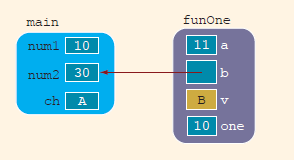 main
num1 10
num2 30
ch A
funOne
11 a
b
B v
10 one